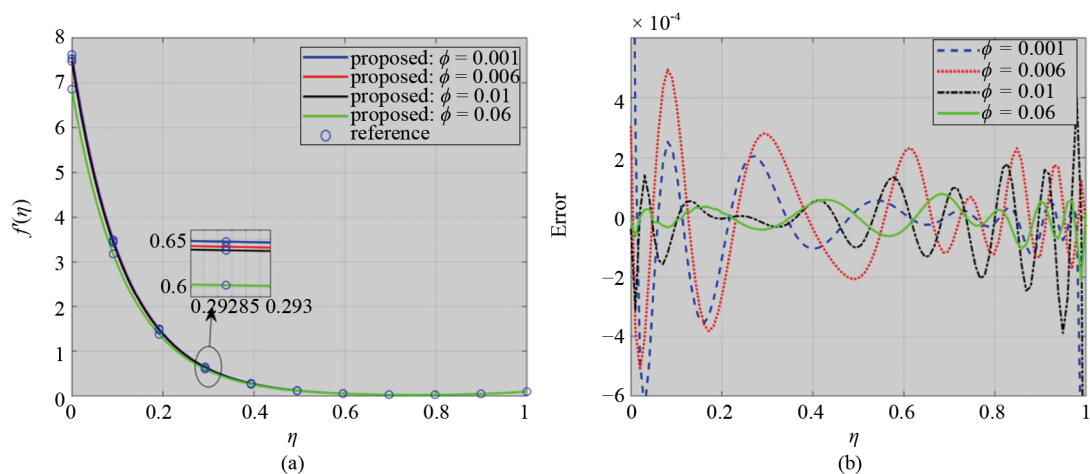 8
7
6
5
4
3
2
1
0
f′(η)
proposed: ϕ = 0.001
proposed: ϕ = 0.006
proposed: ϕ = 0.01
proposed: ϕ = 0.06
reference
0.65
0.6
0.29285 0.293
0 0.2 0.4 0.6 0.8 1
η
(a)
× 10⁻⁴
4
2
0
−2
−4
−6
Error
ϕ = 0.001
ϕ = 0.006
ϕ = 0.01
ϕ = 0.06
0 0.2 0.4 0.6 0.8 1
η
(b)